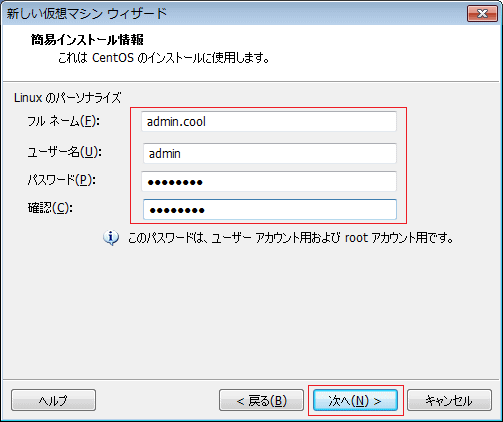 新しい仮想マシン ウィザード
簡易インストール情報
これは CentOS のインストールに使用します。
Linux のパーソナライズ
フル ネーム(F): admin.cool
ユーザー名(U): admin
パスワード(P): ●●●●●●●●
確認(C): ●●●●●●●●
このパスワードは、ユーザー アカウント用および root アカウント用です。
ヘルプ < 戻る(B) 次へ(N) > キャンセル